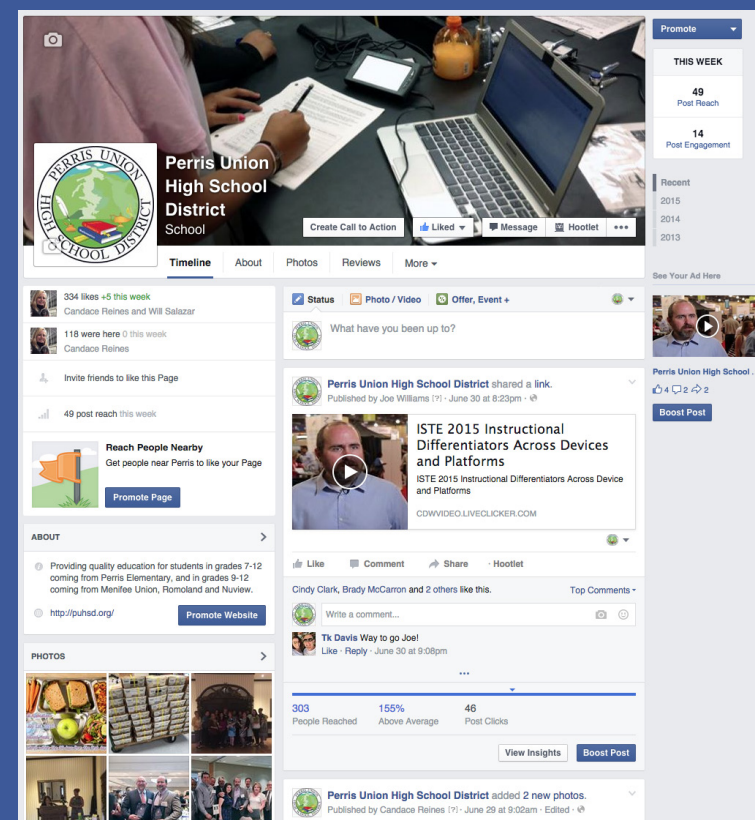 Promote
THIS WEEK
49
Post Reach
14
Post Engagement
Recent
2015
2014
2013
See Your Ad Here
Perris Union High School .
4 2 2
Boost Post
PERRIS UNION
HIGH SCHOOL DISTRICT
Perris Union
High School
District
School
Create Call to Action
Liked
Message
Hootlet
Timeline
About
Photos
Reviews
More
334 likes +5 this week
Candace Reines and Will Salazar
118 were here 0 this week
Candace Reines
Invite friends to like this Page
49 post reach this week
Reach People Nearby
Get people near Perris to like your Page
Promote Page
ABOUT
Providing quality education for students in grades 7-12
coming from Perris Elementary, and in grades 9-12
coming from Menifee Union, Romoland and Nuview.
http://puhsd.org/
Promote Website
PHOTOS
Status
Photo / Video
Offer, Event +
What have you been up to?
Perris Union High School District shared a link.
Published by Joe Williams [?] · June 30 at 8:23pm ·
ISTE 2015 Instructional
Differentiators Across Devices
and Platforms
ISTE 2015 Instructional Differentiators Across Device
and Platforms
CDWVIDEO.LIVECLICKER.COM
Like
Comment
Share
· Hootlet
Cindy Clark, Brady McCarron and 2 others like this.
Top Comments
Write a comment...
Tk Davis Way to go Joe!
Like · Reply · June 30 at 9:08pm
...
303
People Reached
155%
Above Average
46
Post Clicks
View Insights
Boost Post
Perris Union High School District added 2 new photos.
Published by Candace Reines [?] · June 29 at 9:02am · Edited ·